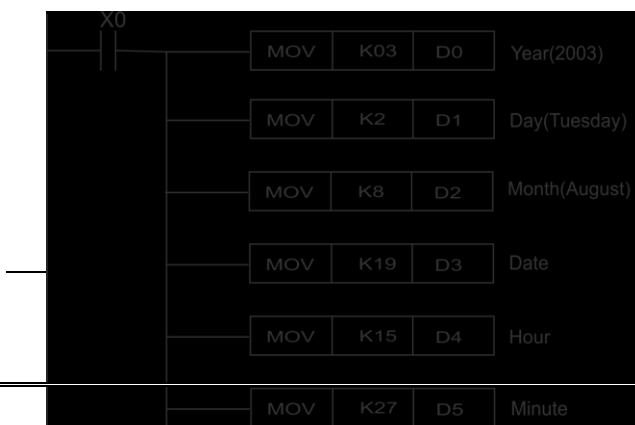 X0
MOV K03 D0 Year(2003)
MOV K2 D1 Day(Tuesday)
MOV K8 D2 Month(August)
MOV K19 D3 Date
MOV K15 D4 Hour
MOV K27 D5 Minute